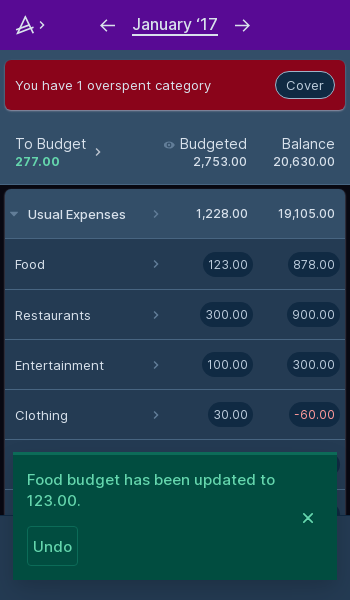 January ‘17
You have 1 overspent category
Cover
To Budget
277.00
Budgeted
2,753.00
Balance
20,630.00
Usual Expenses 1,228.00 19,105.00
Food 123.00 878.00
Restaurants 300.00 900.00
Entertainment 100.00 300.00
Clothing 30.00 -60.00
Food budget has been updated to
123.00.
Undo